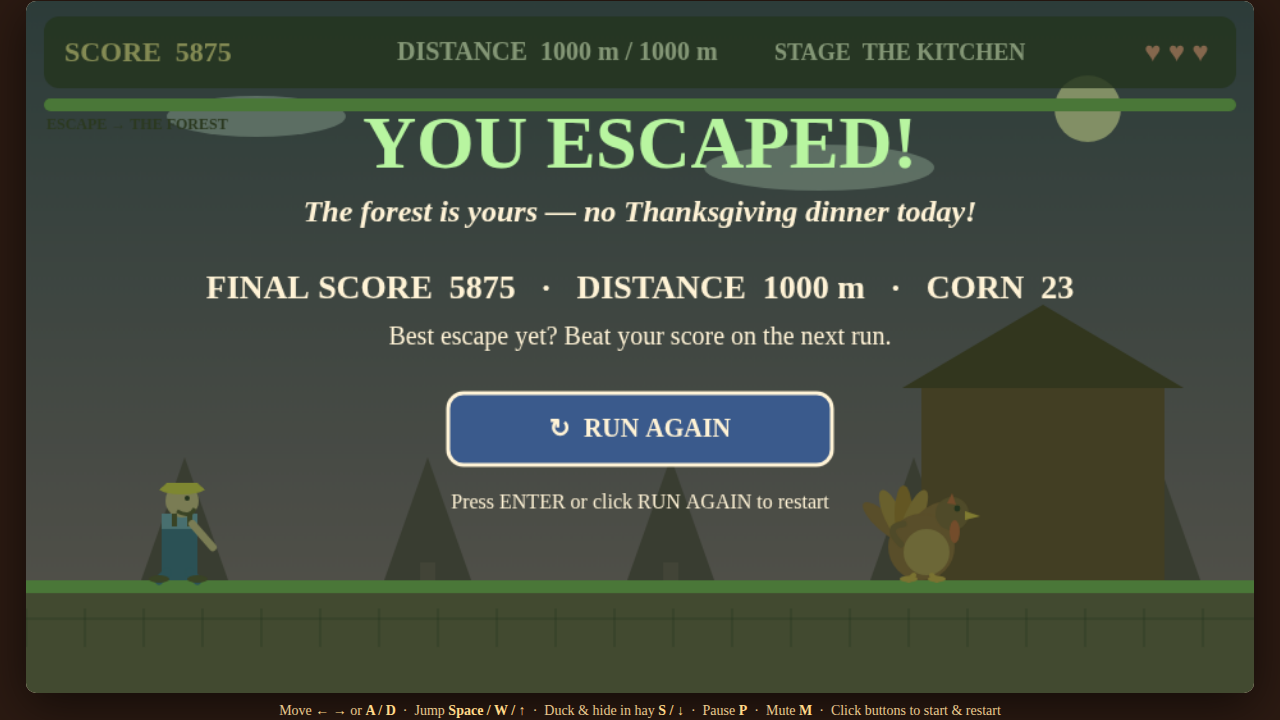 SCORE 5875 DISTANCE 1000 m / 1000 m STAGE THE KITCHEN ♥ ♥ ♥
ESCAPE → THE FOREST
YOU ESCAPED!
The forest is yours — no Thanksgiving dinner today!
FINAL SCORE 5875 · DISTANCE 1000 m · CORN 23
Best escape yet? Beat your score on the next run.
↻ RUN AGAIN
Press ENTER or click RUN AGAIN to restart
Move ← → or A / D · Jump Space / W / ↑ · Duck & hide in hay S / ↓ · Pause P · Mute M · Click buttons to start & restart